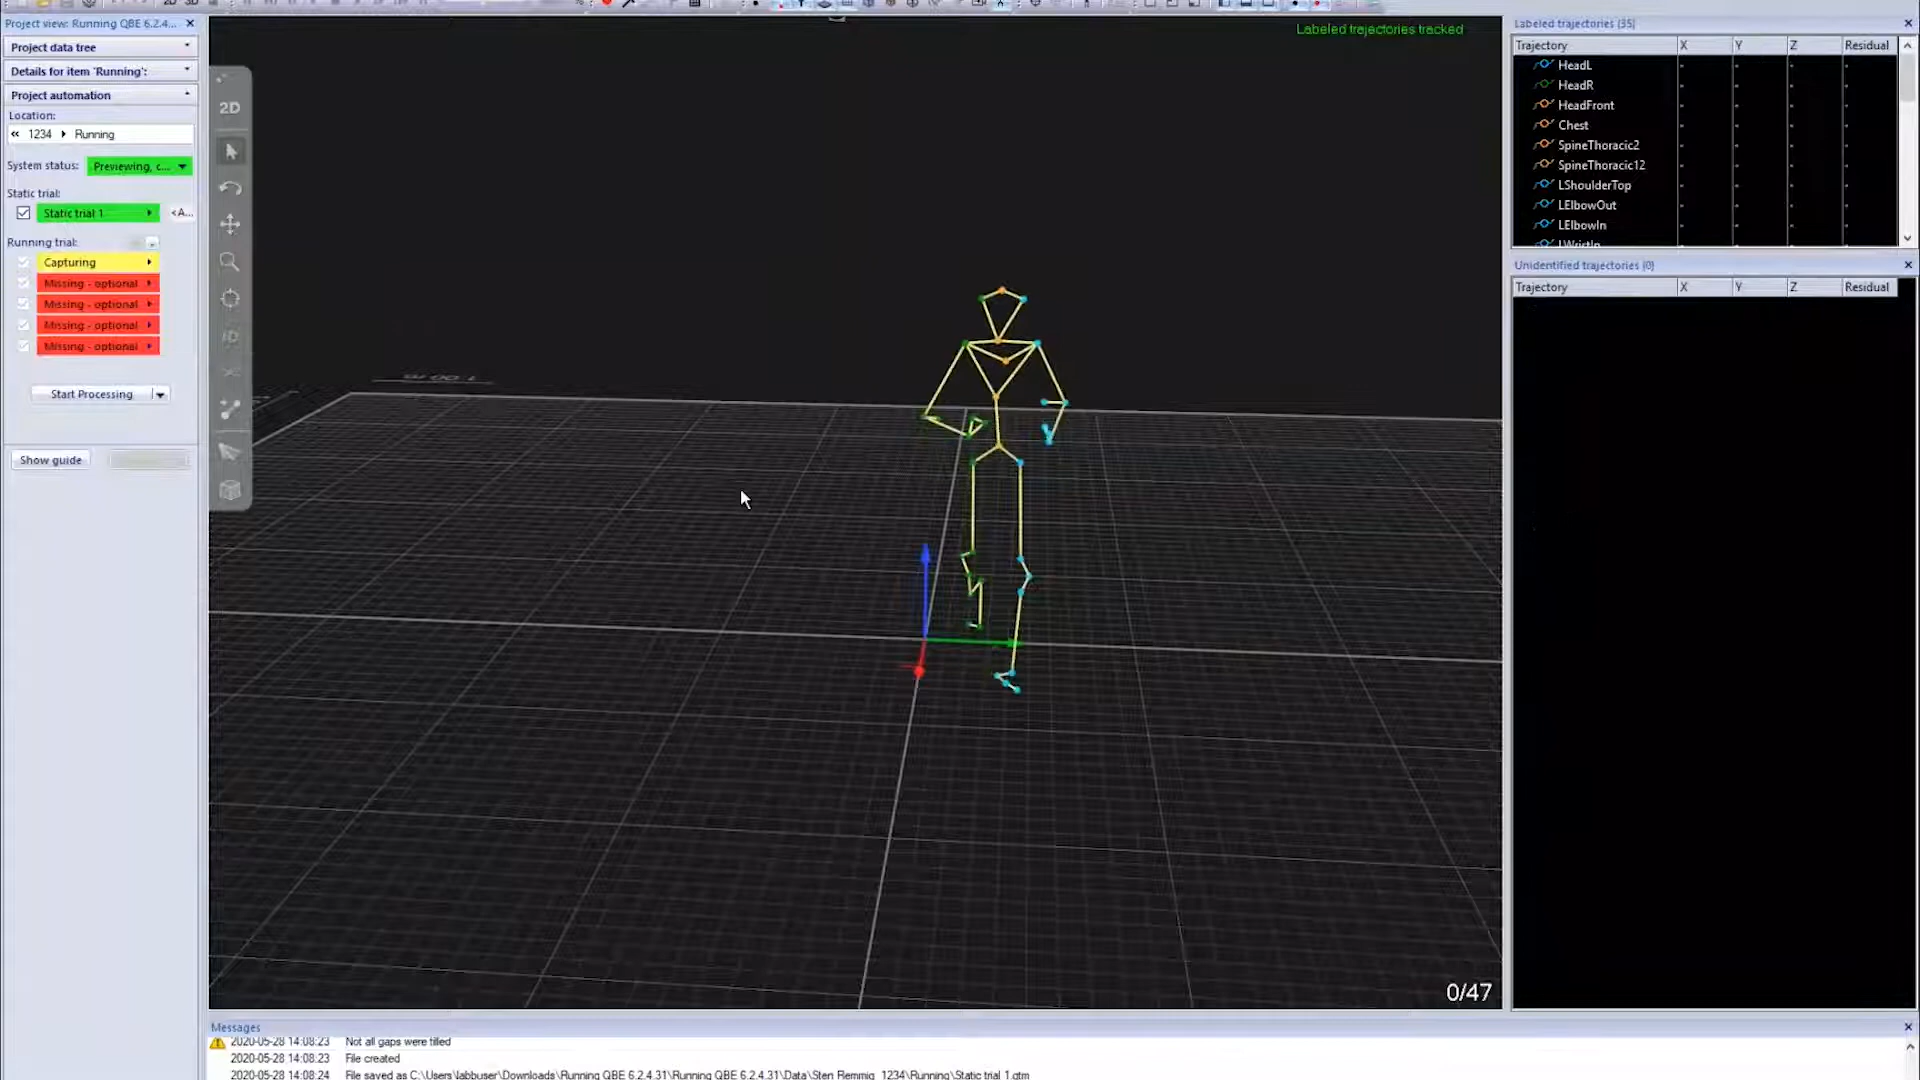 Project view: Running QBE 6.2.4...
Project data tree
Details for item 'Running':
Project automation
Location:
« 1234 Running
System status: Previewing, c...
Static trial:
Static trial 1 <A...
Running trial:
Capturing
Missing - optional
Missing - optional
Missing - optional
Missing - optional
Start Processing
Show guide
2D
Labeled trajectories tracked
0/47
Labeled trajectories (35)
Trajectory X Y Z Residual
HeadL - - - -
HeadR - - - -
HeadFront - - - -
Chest - - - -
SpineThoracic2 - - - -
SpineThoracic12 - - - -
LShoulderTop - - - -
LElbowOut - - - -
LElbowIn - - - -
LWristIn
Unidentified trajectories (0)
Trajectory X Y Z Residual
Messages
2020-05-28 14:08:23 Not all gaps were filled
2020-05-28 14:08:23 File created
2020-05-28 14:08:24 File saved as C:\Users\labbuser\Downloads\Running QBE 6.2.4.31\Running QBE 6.2.4.31\Data\Sten Remmig_1234\Running\Static trial 1.qtm